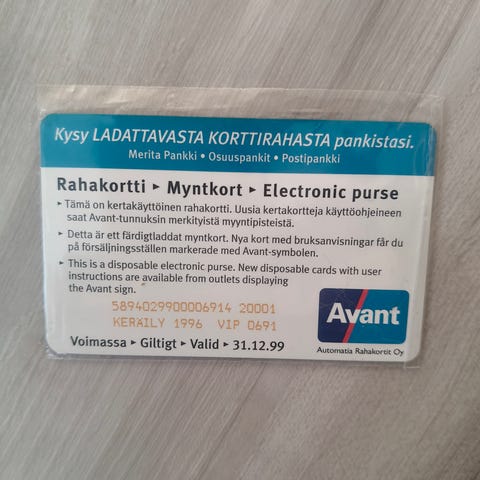 Kysy LADATTAVASTA KORTTIRAHASTA pankistasi.
Merita Pankki • Osuuspankit • Postipankki
Rahakortti ▸ Myntkort ▸ Electronic purse
▸ Tämä on kertakäyttöinen rahakortti. Uusia kertakortteja käyttöohjeineen
saat Avant-tunnuksin merkityistä myyntipisteistä.
▸ Detta är ett färdigtladdat myntkort. Nya kort med bruksanvisningar får du
på försäljningsställen markerade med Avant-symbolen.
▸ This is a disposable electronic purse. New disposable cards with user
instructions are available from outlets displaying
the Avant sign.
5894029900006914 20001
KERÄILY 1996 VIP 0691
Voimassa ▸ Giltigt ▸ Valid ▸ 31.12.99
Avant
Automatia Rahakortit Oy